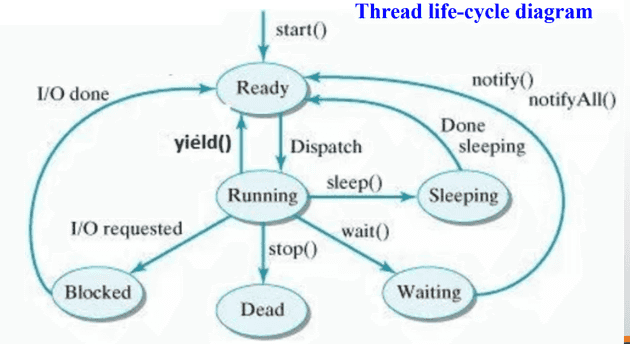 Thread life-cycle diagram
start()
I/O done
Ready
notify()
notifyAll()
yield()
Dispatch
Done
sleeping
Running
sleep()
Sleeping
I/O requested
stop()
wait()
Blocked
Dead
Waiting